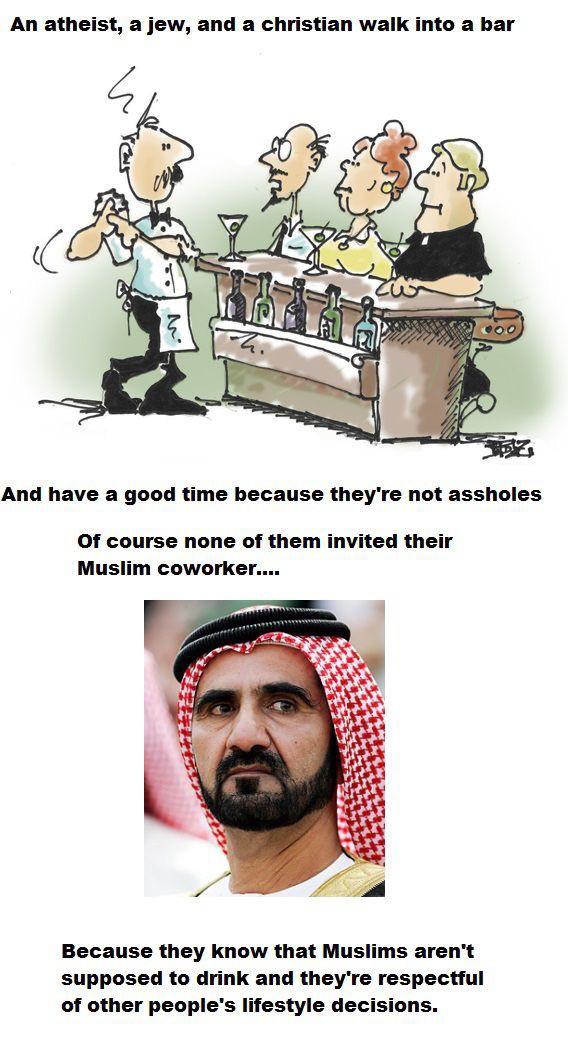 An atheist, a jew, and a christian walk into a bar
And have a good time because they're not assholes
Of course none of them invited their
Muslim coworker....
Because they know that Muslims aren't
supposed to drink and they're respectful
of other people's lifestyle decisions.